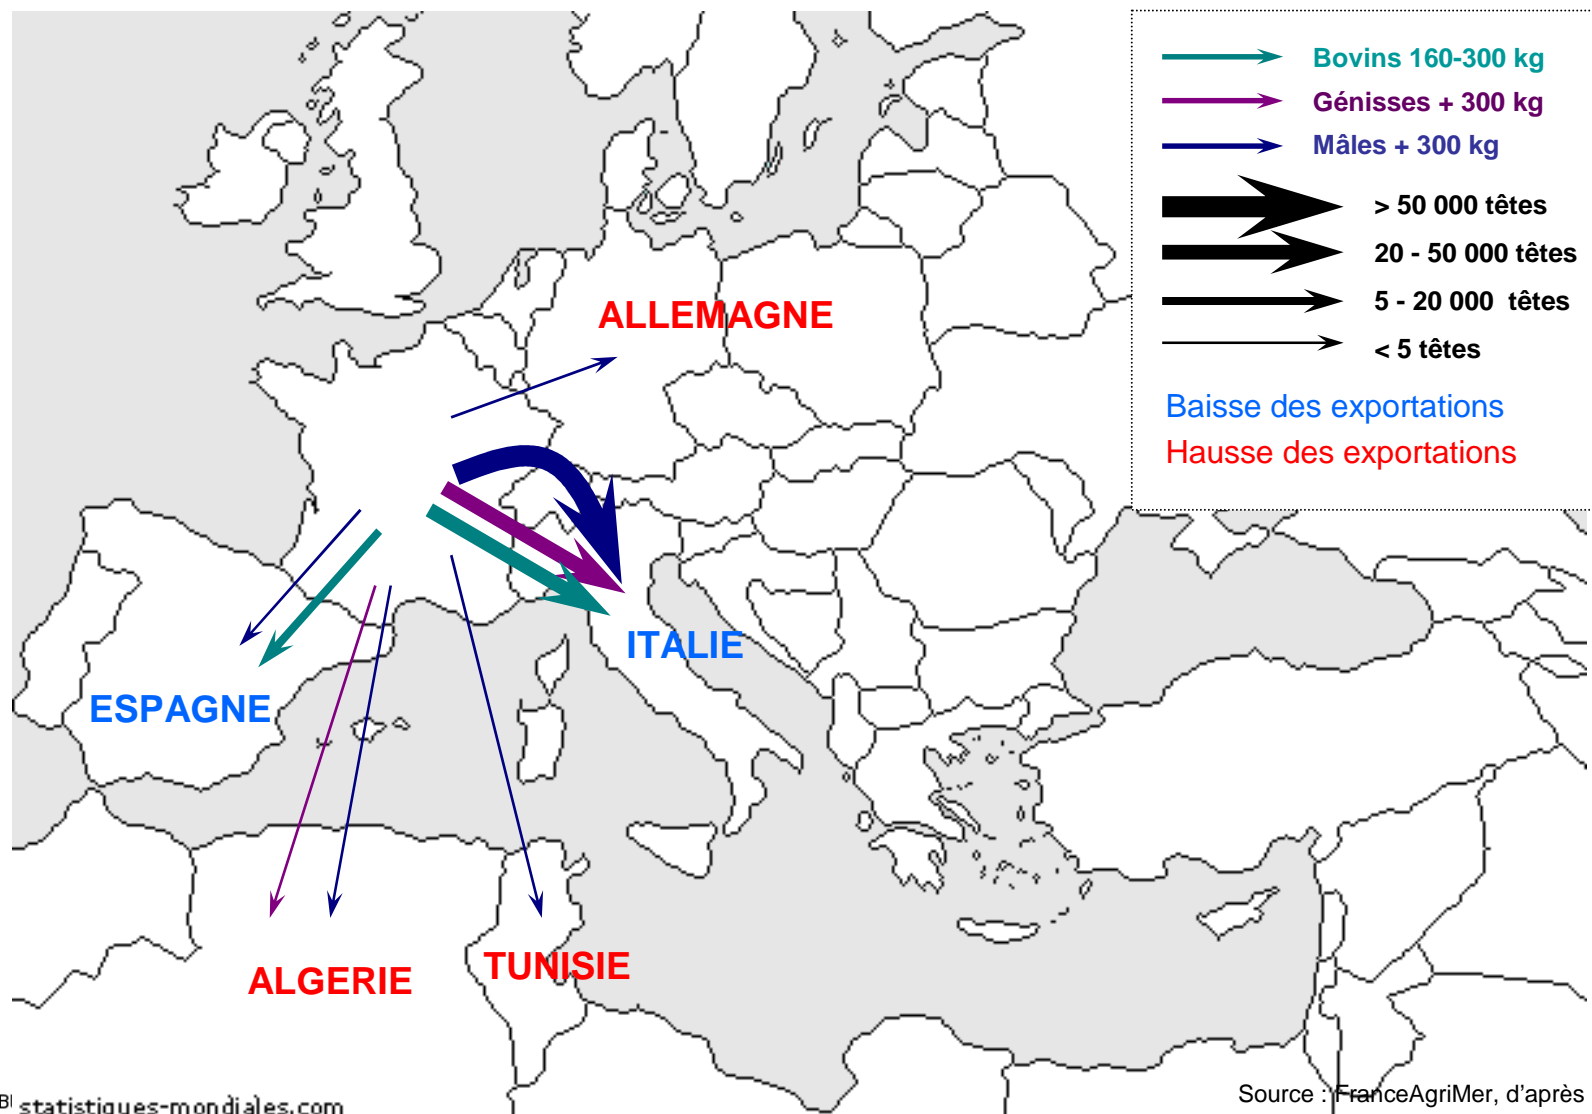 Bovins 160-300 kg
Génisses + 300 kg
Mâles + 300 kg
> 50 000 têtes
20 - 50 000 têtes
5 - 20 000 têtes
< 5 têtes
Baisse des exportations
Hausse des exportations
ALLEMAGNE
ITALIE
ESPAGNE
ALGERIE
TUNISIE
statistiques-mondiales.com
Source : FranceAgriMer, d'après